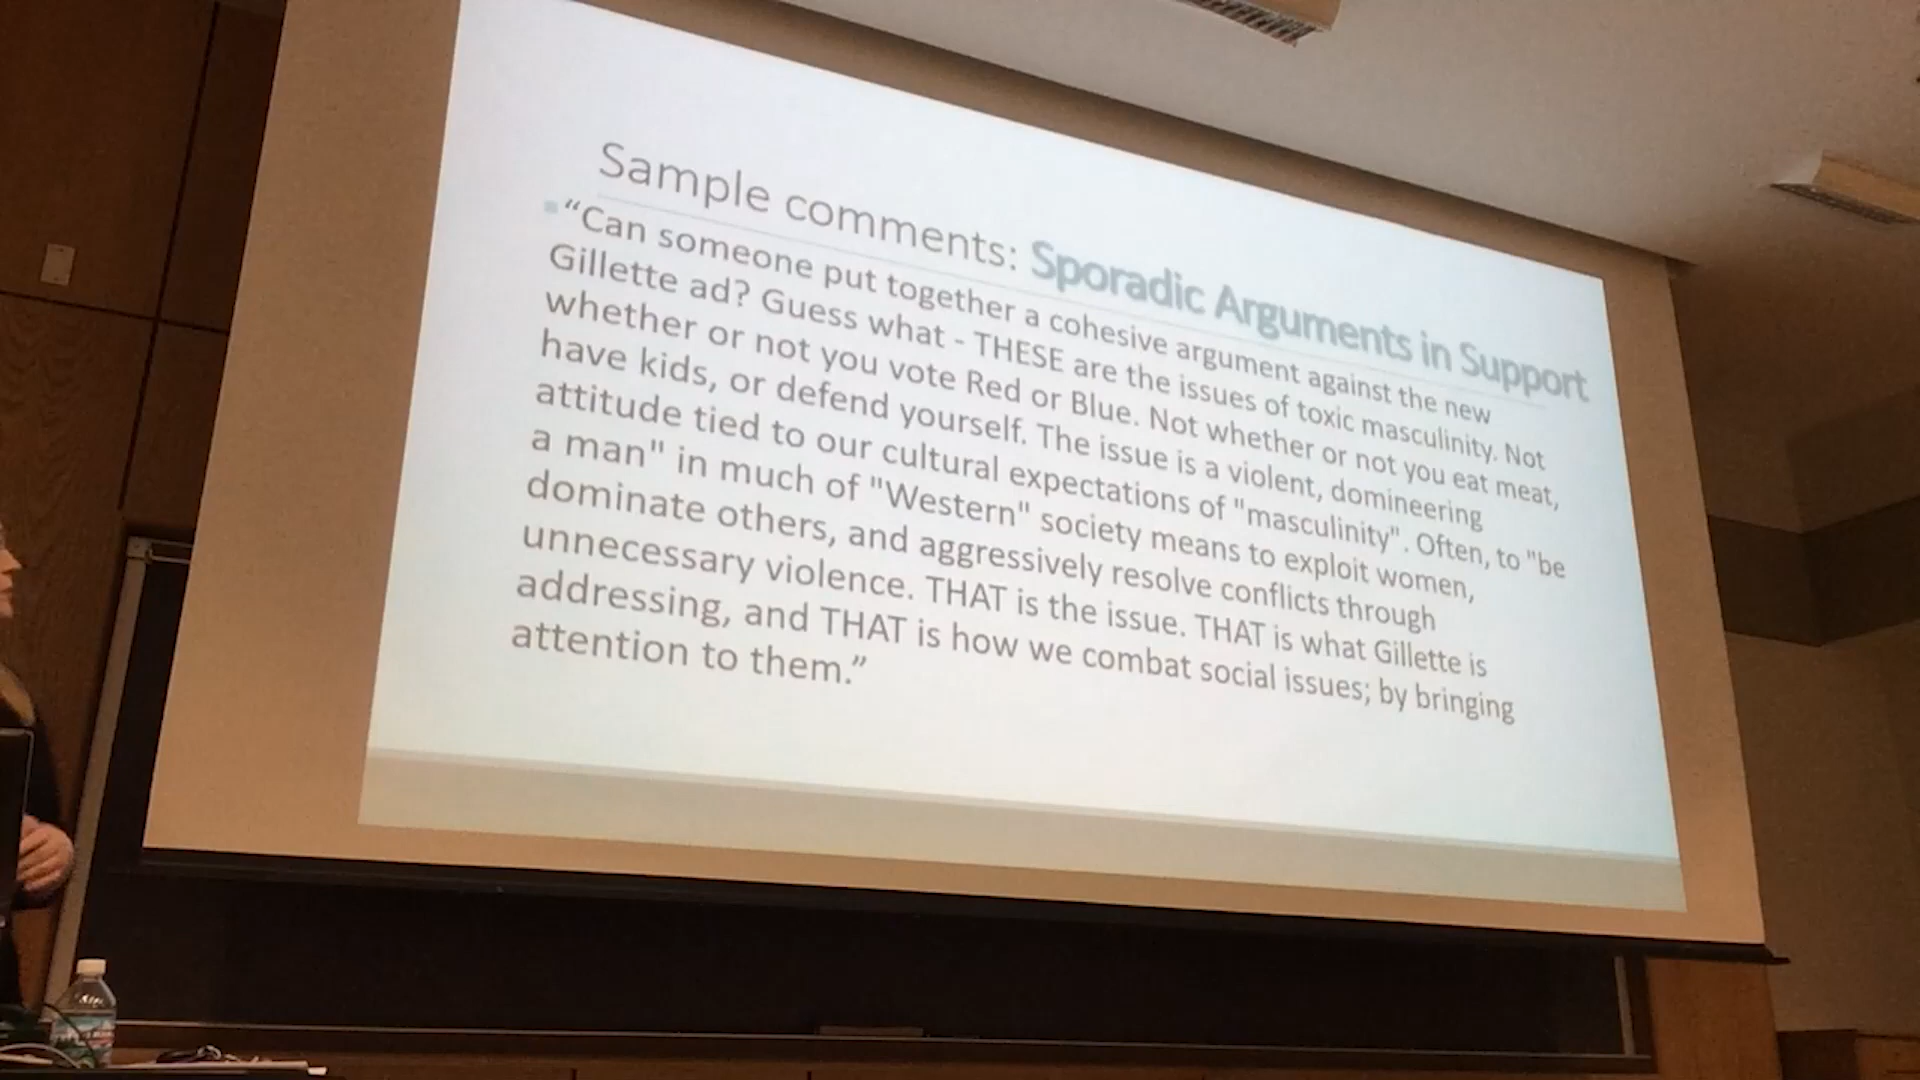 Sample comments: Sporadic Arguments in Support
“Can someone put together a cohesive argument against the new
Gillette ad? Guess what - THESE are the issues of toxic masculinity. Not
whether or not you vote Red or Blue. Not whether or not you eat meat,
have kids, or defend yourself. The issue is a violent, domineering
attitude tied to our cultural expectations of "masculinity". Often, to "be
a man" in much of "Western" society means to exploit women,
dominate others, and aggressively resolve conflicts through
unnecessary violence. THAT is the issue. THAT is what Gillette is
addressing, and THAT is how we combat social issues; by bringing
attention to them.”